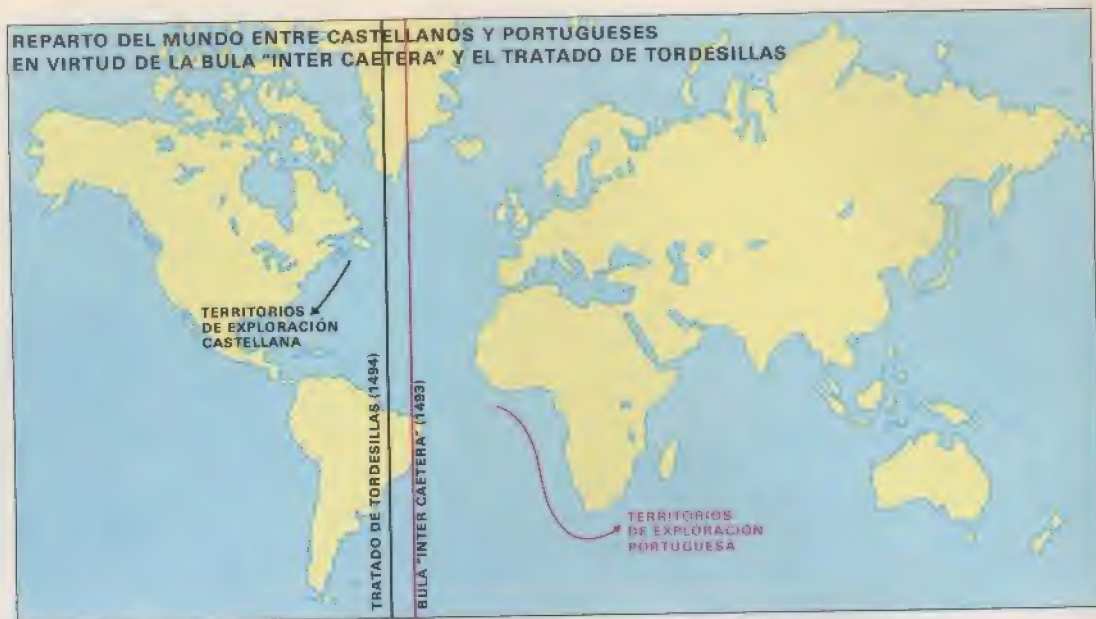 REPARTO DEL MUNDO ENTRE CASTELLANOS Y PORTUGUESES
EN VIRTUD DE LA BULA "INTER CAETERA" Y EL TRATADO DE TORDESILLAS
TERRITORIOS
DE EXPLORACIÓN
CASTELLANA
TRATADO DE TORDESILLAS (1494)
BULA "INTER CAETERA" (1493)
TERRITORIOS
DE EXPLORACIÓN
PORTUGUESA